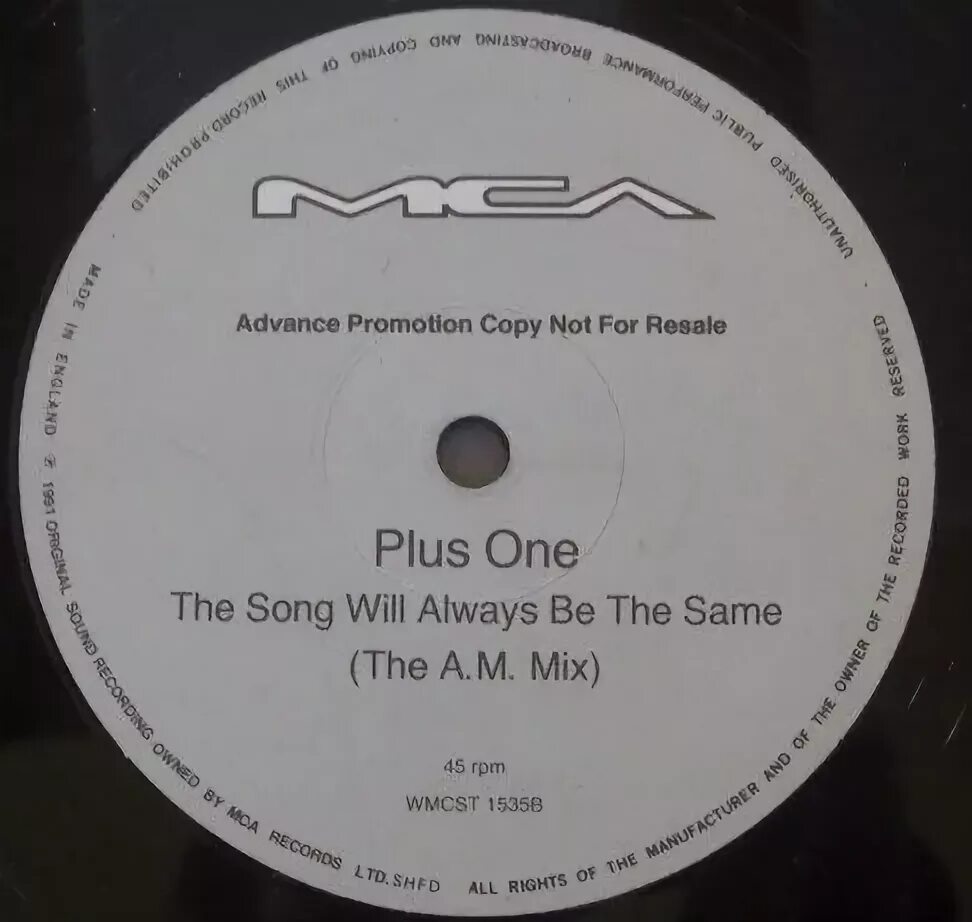 MCA
Advance Promotion Copy Not For Resale
Plus One
The Song Will Always Be The Same
(The A.M. Mix)
45 rpm
WMCST 1535B
MADE IN ENGLAND ℗ 1991 ORIGINAL SOUND RECORDING OWNED BY MCA RECORDS LTD. SHFD ALL RIGHTS OF THE MANUFACTURER AND OF THE OWNER OF THE RECORDED WORK RESERVED
UNAUTHORISED PUBLIC PERFORMANCE BROADCASTING AND COPYING OF THIS RECORD PROHIBITED